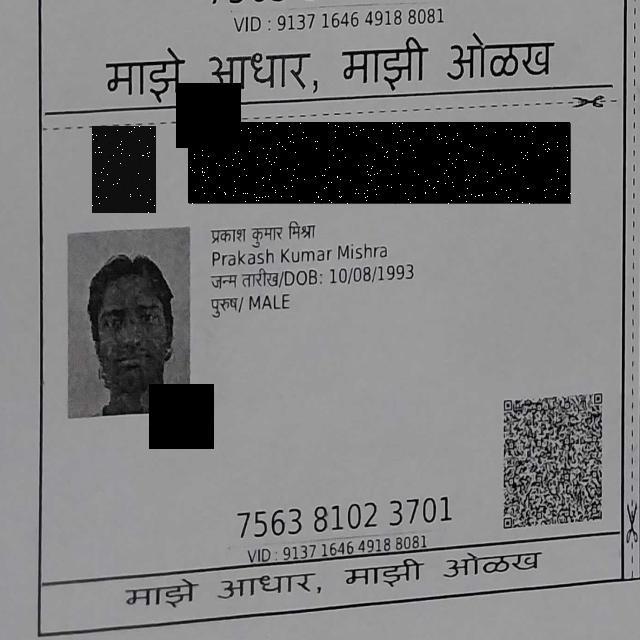 VID : 9137 1646 4918 8081
माझे आधार, माझी ओळख
प्रकाश कुमार मिश्रा
Prakash Kumar Mishra
जन्म तारीख/DOB: 10/08/1993
पुरुष/ MALE
7563 8102 3701
VID : 9137 1646 4918 8081
माझे आधार, माझी ओळख